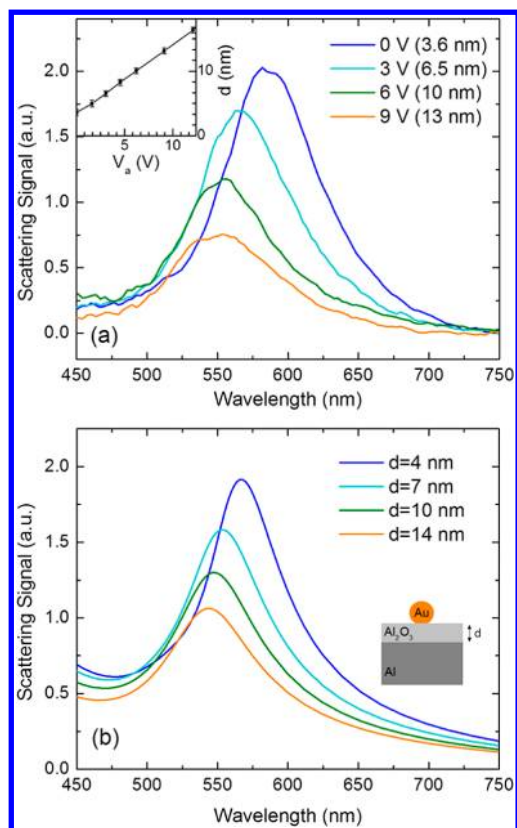 0 V (3.6 nm)
3 V (6.5 nm)
6 V (10 nm)
9 V (13 nm)
10
0
d (nm)
5 10
Vₐ (V)
2.0
1.5
1.0
0.5
0.0
Scattering Signal (a.u.)
(a)
450 500 550 600 650 700 750
Wavelength (nm)
d=4 nm
d=7 nm
d=10 nm
d=14 nm
2.0
1.5
1.0
0.5
0.0
Scattering Signal (a.u.)
Au
Al₂O₃
d
Al
(b)
450 500 550 600 650 700 750
Wavelength (nm)